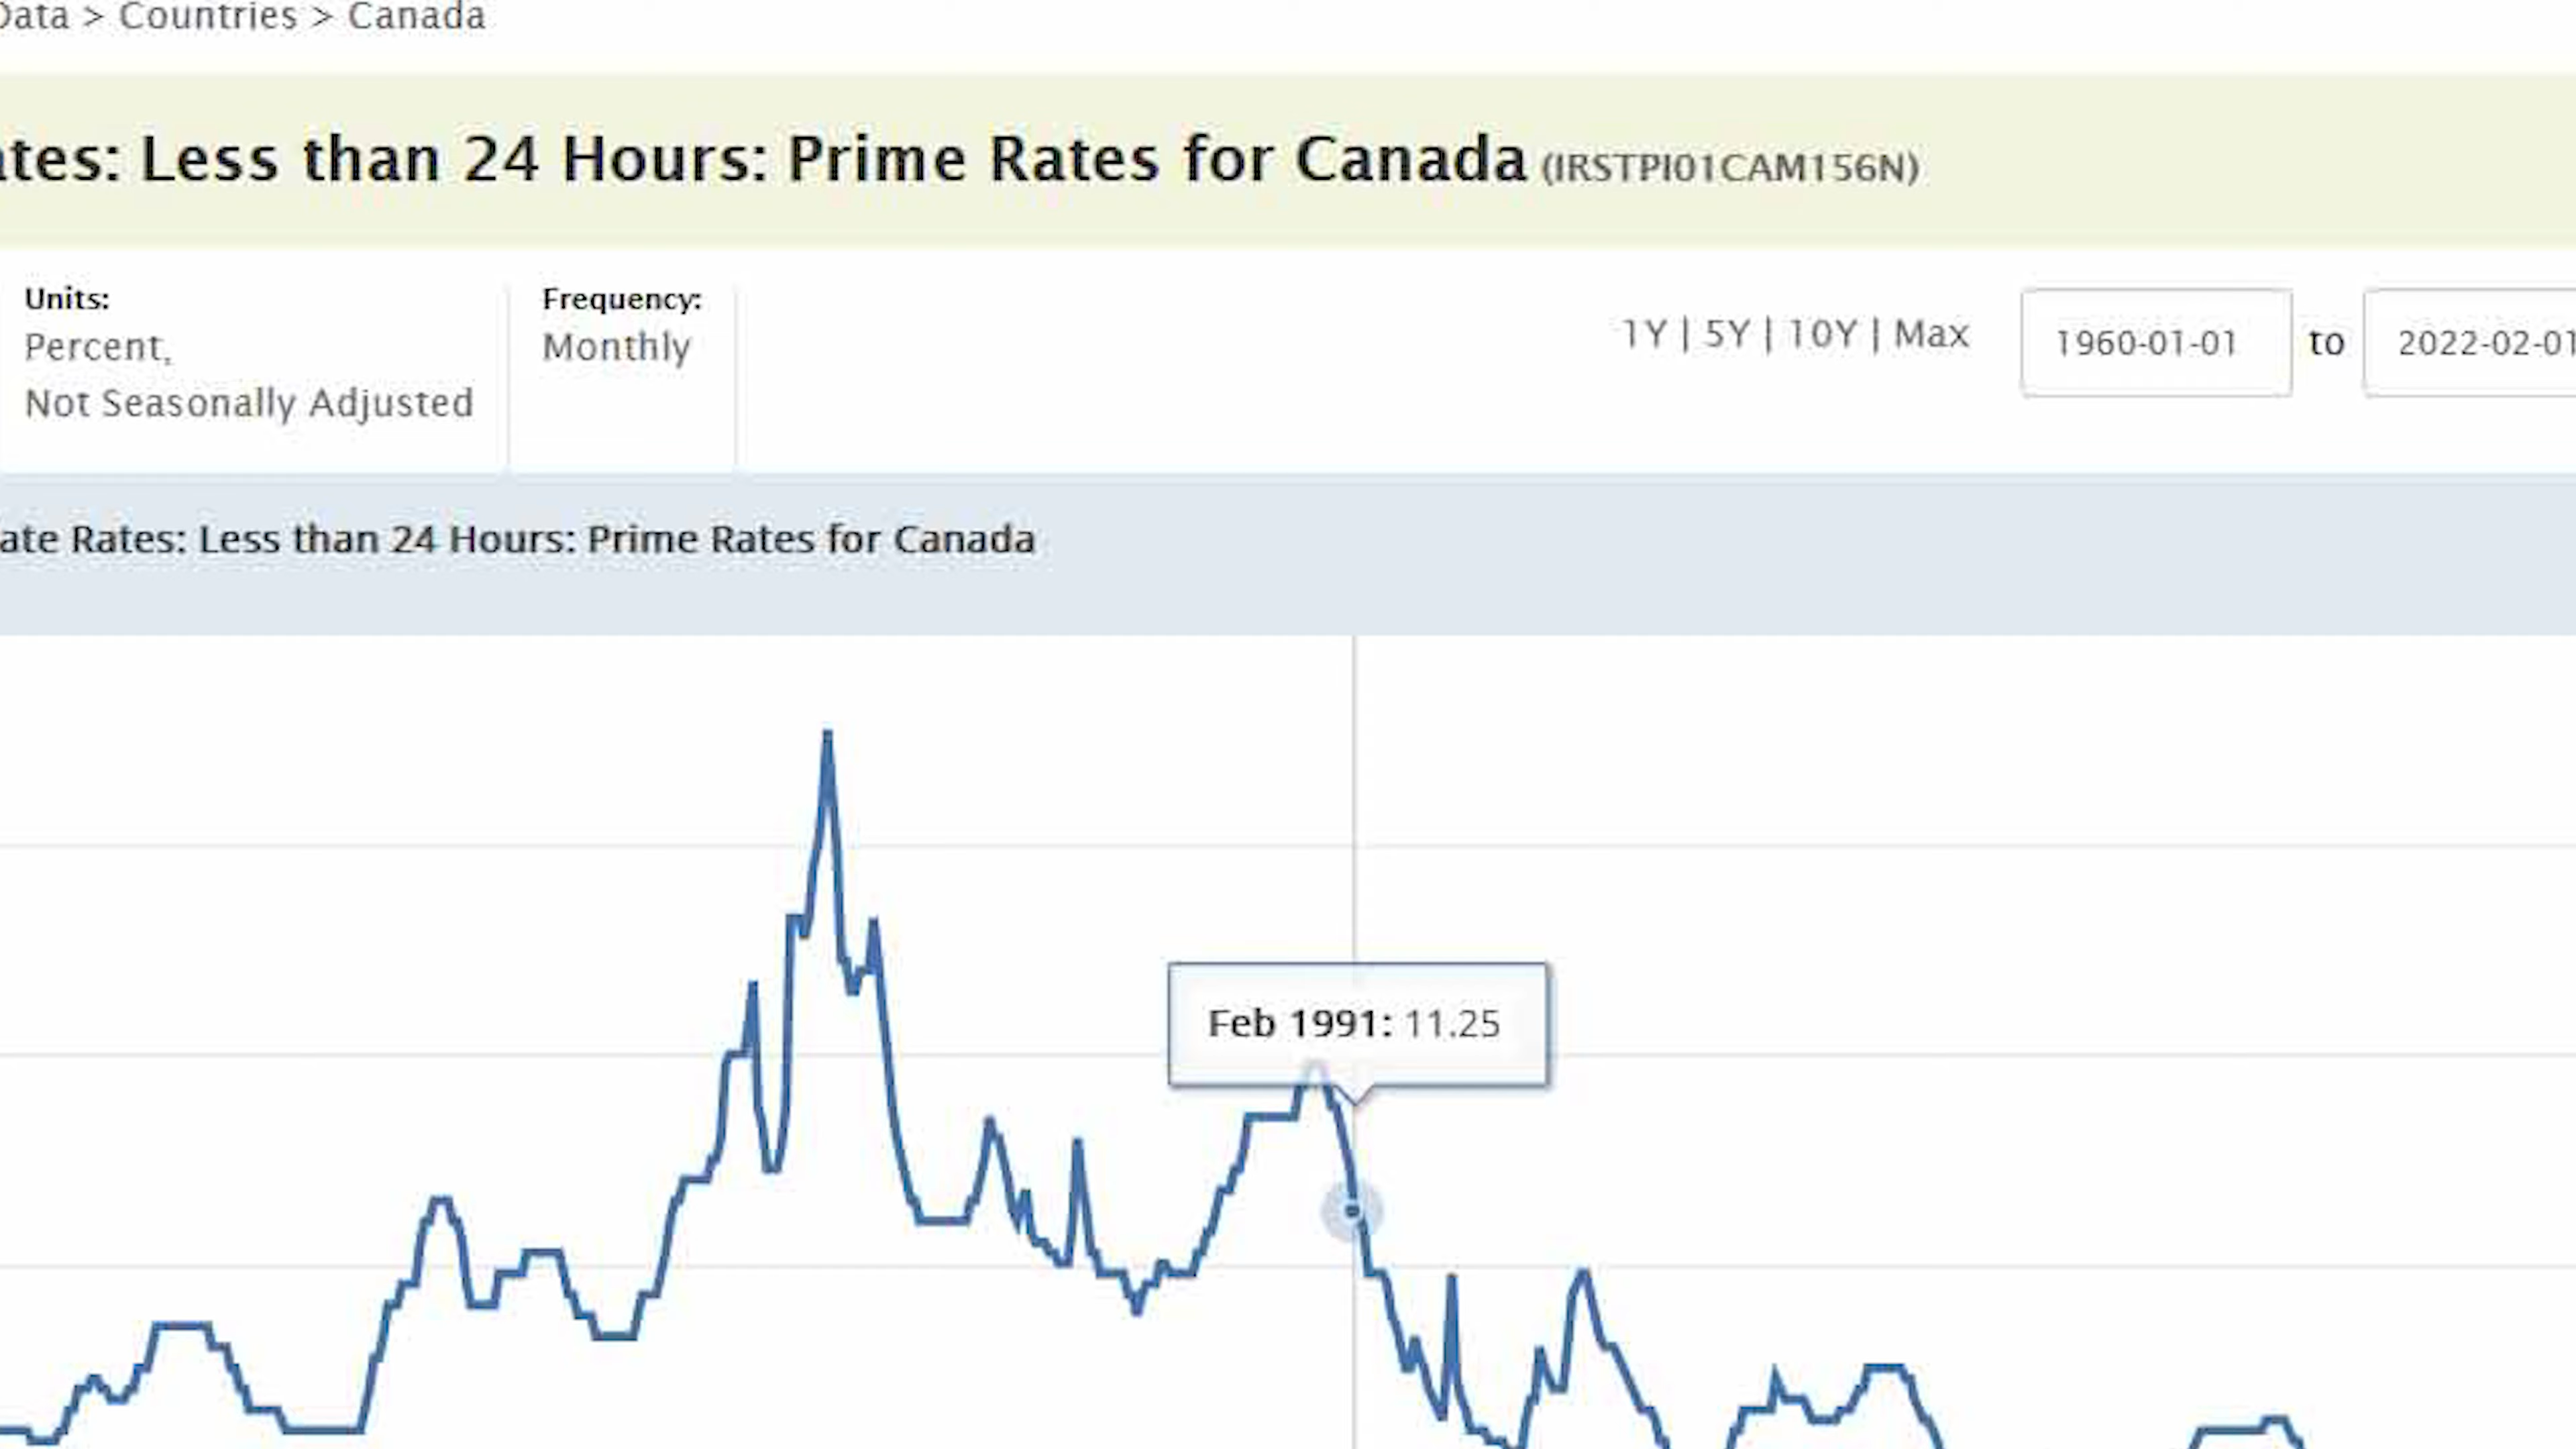 Data > Countries > Canada
ates: Less than 24 Hours: Prime Rates for Canada (IRSTPI01CAM156N)
Units:
Percent,
Not Seasonally Adjusted
Frequency:
Monthly
1Y | 5Y | 10Y | Max
1960-01-01 to 2022-02-01
ate Rates: Less than 24 Hours: Prime Rates for Canada
Feb 1991: 11.25